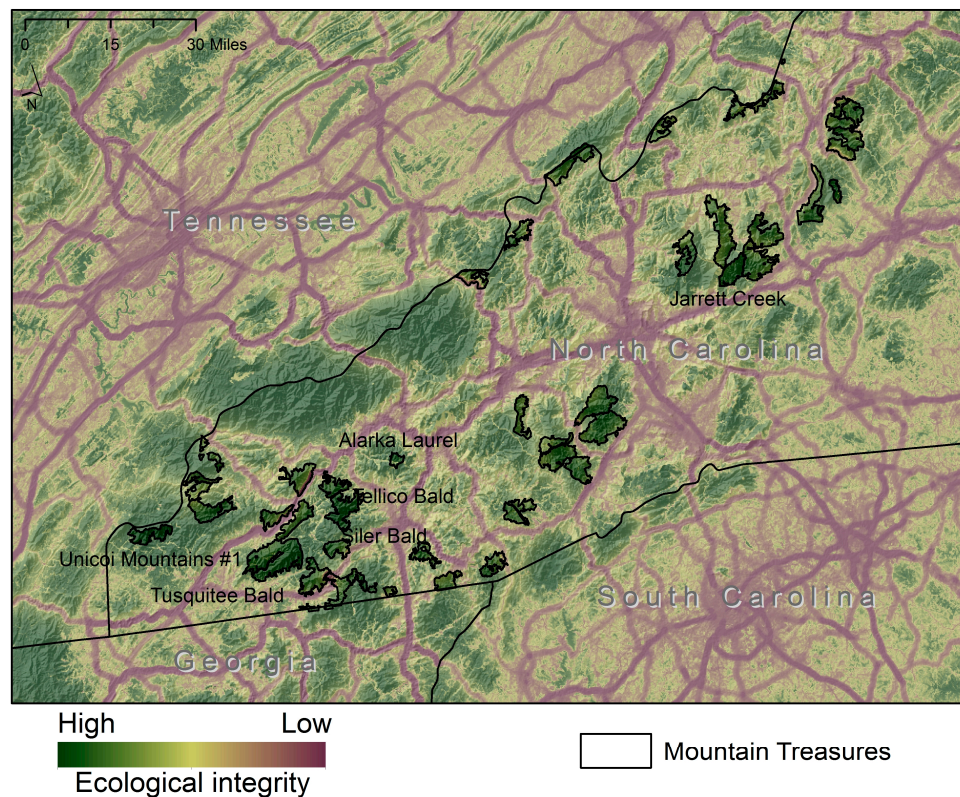 0 15 30 Miles
N
Tennessee
Jarrett Creek
North Carolina
Alarka Laurel
Tellico Bald
Siler Bald
Unicoi Mountains #1
Tusquitee Bald
South Carolina
Georgia
High Low
Ecological integrity
Mountain Treasures